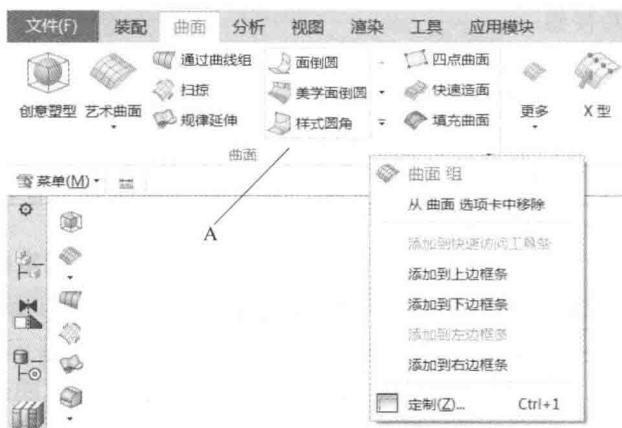 文件(F) 装配 曲面 分析 视图 渲染 工具 应用模块
通过曲线组 面倒圆 四点曲面
扫掠 美学面倒圆 快速造面
创意塑型 艺术曲面 规律延伸 样式圆角 填充曲面 更多 X 型
曲面
菜单(M)
A
曲面 组
从 曲面 选项卡中移除
添加到快速访问工具条
添加到上边框条
添加到下边框条
添加到左边框条
添加到右边框条
定制(Z)... Ctrl+1